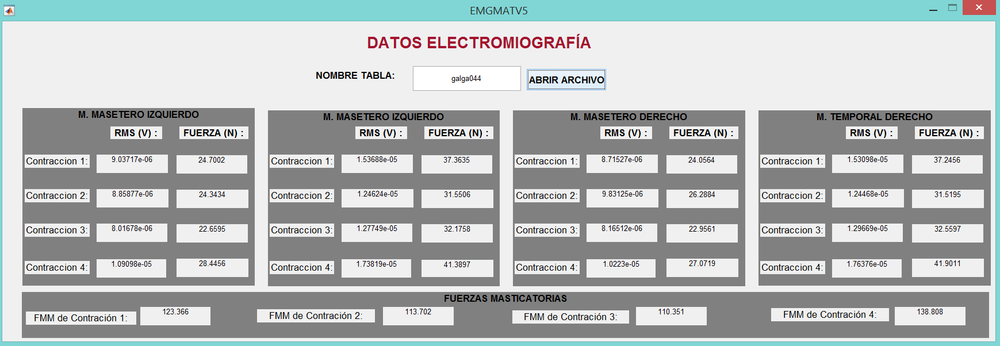 EMGMATV5
DATOS ELECTROMIOGRAFÍA
NOMBRE TABLA: galga044 ABRIR ARCHIVO
M. MASETERO IZQUIERDO
RMS (V) : FUERZA (N) :
Contraccion 1: 9.03717e-06 24.7002
Contraccion 2: 8.85877e-06 24.3434
Contraccion 3: 8.01678e-06 22.6595
Contraccion 4: 1.09098e-05 28.4456
M. MASETERO IZQUIERDO
RMS (V) : FUERZA (N) :
Contraccion 1: 1.53688e-05 37.3635
Contraccion 2: 1.24624e-05 31.5506
Contraccion 3: 1.27749e-05 32.1758
Contraccion 4: 1.73819e-05 41.3897
M. MASETERO DERECHO
RMS (V) : FUERZA (N) :
Contraccion 1: 8.71527e-06 24.0564
Contraccion 2: 9.83125e-06 26.2884
Contraccion 3: 8.16512e-06 22.9561
Contraccion 4: 1.0223e-05 27.0719
M. TEMPORAL DERECHO
RMS (V) : FUERZA (N) :
Contraccion 1: 1.53098e-05 37.2456
Contraccion 2: 1.24468e-05 31.5195
Contraccion 3: 1.29669e-05 32.5597
Contraccion 4: 1.76376e-05 41.9011
FUERZAS MASTICATORIAS
FMM de Contración 1: 123.366 FMM de Contración 2: 113.702 FMM de Contración 3: 110.351 FMM de Contración 4: 138.808